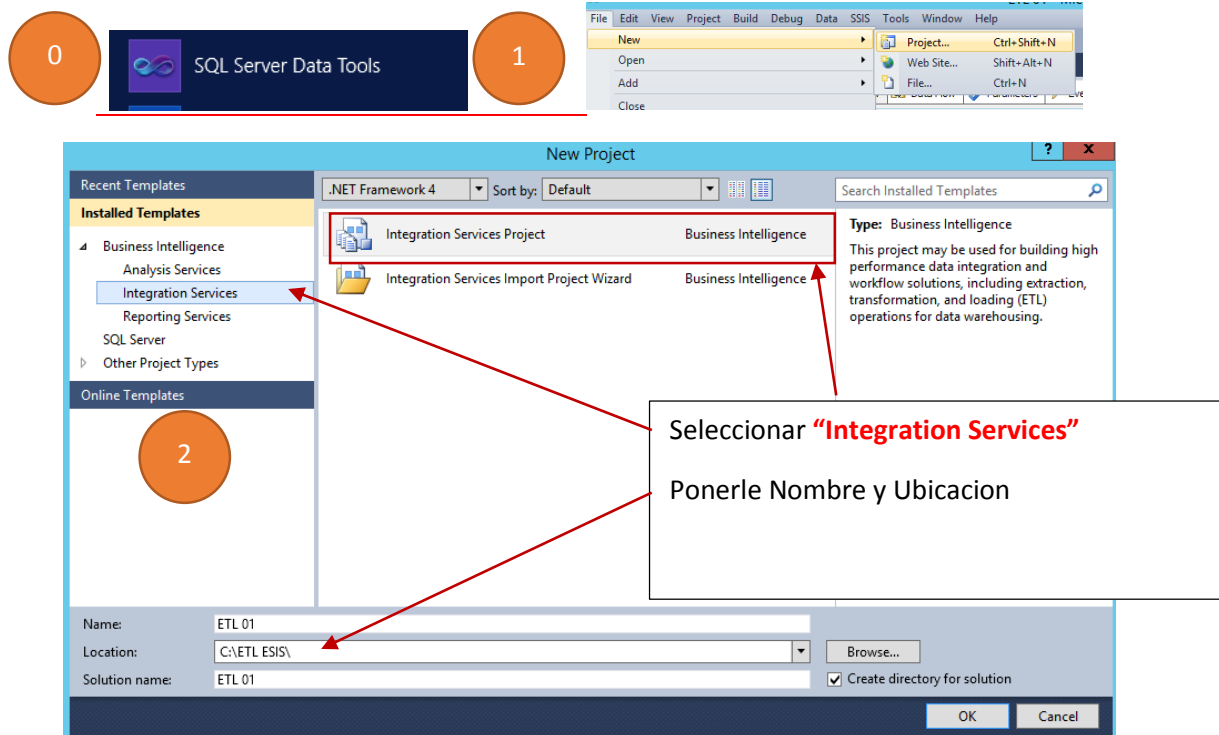 0
SQL Server Data Tools
1
File Edit View Project Build Debug Data SSIS Tools Window Help
New
Project... Ctrl+Shift+N
Open
Web Site... Shift+Alt+N
Add
File... Ctrl+N
Close
New Project
? x
Recent Templates
.NET Framework 4
Sort by: Default
Search Installed Templates
Installed Templates
Business Intelligence
Analysis Services
Integration Services
Reporting Services
SQL Server
Other Project Types
Online Templates
Integration Services Project Business Intelligence
Integration Services Import Project Wizard Business Intelligence
Type: Business Intelligence
This project may be used for building high
performance data integration and
workflow solutions, including extraction,
transformation, and loading (ETL)
operations for data warehousing.
2
Seleccionar “Integration Services”
Ponerle Nombre y Ubicacion
Name: ETL 01
Location: C:\ETL ESIS\
Browse...
Solution name: ETL 01
Create directory for solution
OK Cancel